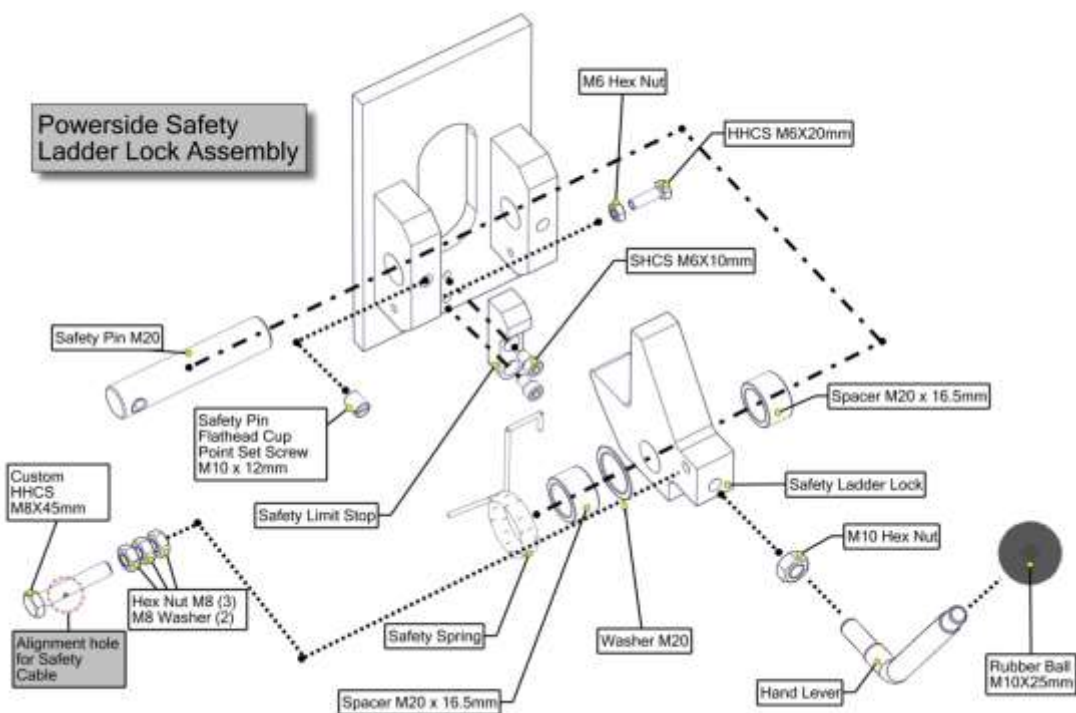 Powerside Safety
Ladder Lock Assembly
M6 Hex Nut
HHCS M6X20mm
SHCS M6X10mm
Safety Pin M20
Spacer M20 x 16.5mm
Safety Pin
Flathead Cup
Point Set Screw
M10 x 12mm
Custom
HHCS
M8X45mm
Safety Limit Stop
Safety Ladder Lock
M10 Hex Nut
Hex Nut M8 (3)
M8 Washer (2)
Alignment hole
for Safety
Cable
Safety Spring
Washer M20
Spacer M20 x 16.5mm
Hand Lever
Rubber Ball
M10X25mm